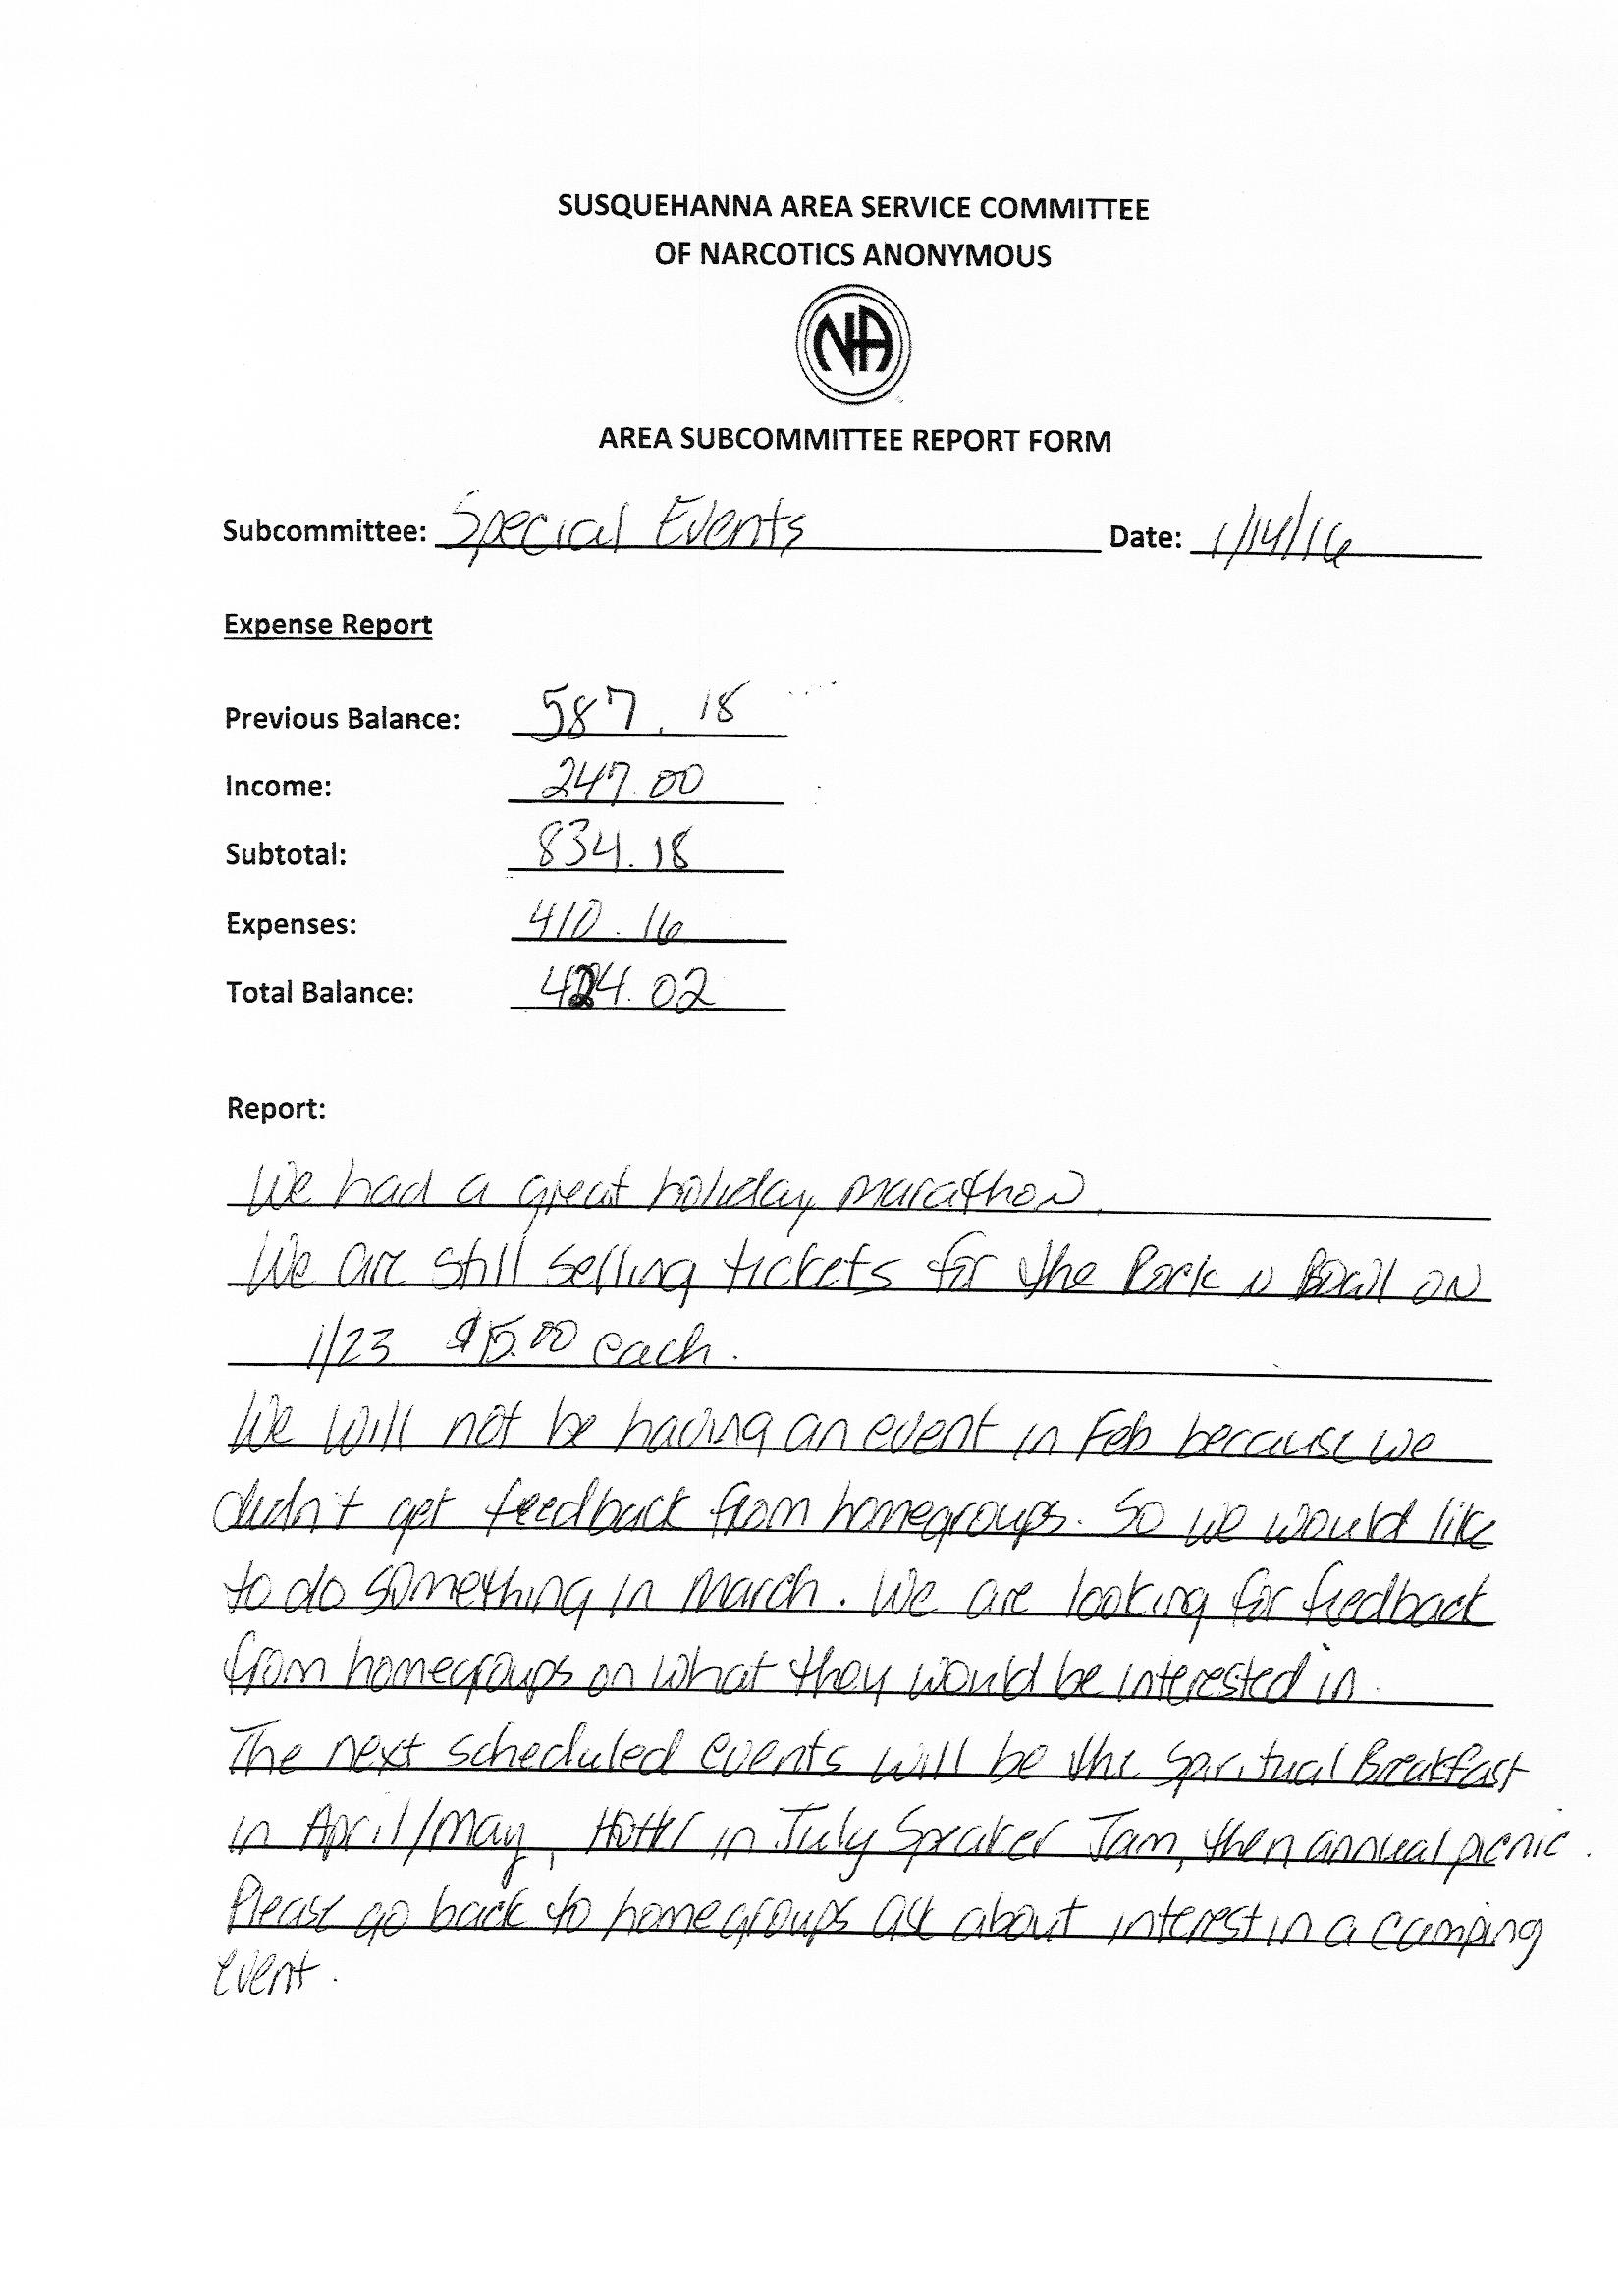 SUSQUEHANNA AREA SERVICE COMMITTEE
OF NARCOTICS ANONYMOUS
NA
AREA SUBCOMMITTEE REPORT FORM
Subcommittee: Special Events Date: 1/14/16
Expense Report
Previous Balance: 587.18
Income: 247.00
Subtotal: 834.18
Expenses: 410.16
Total Balance: 424.02
Report:
We had a great holiday marathon.
We are still selling tickets for the Rock n Bowl on
1/23 $15.00 each.
We will not be having an event in Feb because we
didn't get feedback from homegroups. So we would like
to do something in March. We are looking for feedback
from homegroups on what they would be interested in.
The next scheduled events will be the Spiritual Breakfast
in April/May, Hotter in July Speaker Jam, then annual picnic.
Please go back to homegroups ask about interest in a camping
event.